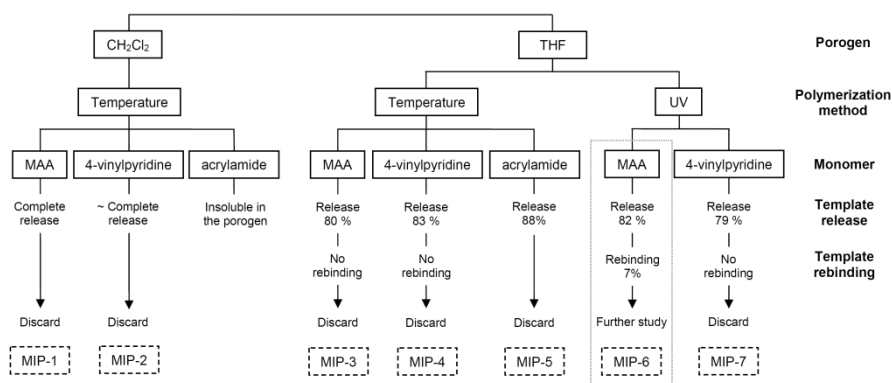 CH₂Cl₂ THF Porogen
Temperature Temperature UV Polymerization
method
MAA 4-vinylpyridine acrylamide MAA 4-vinylpyridine acrylamide MAA 4-vinylpyridine Monomer
Complete ~ Complete Insoluble in Release Release Release Release Release Template
release release the porogen 80 % 83 % 88% 82 % 79 % release
No No Rebinding No Template
rebinding rebinding 7% rebinding rebinding
Discard Discard Discard Discard Discard Further study Discard
MIP-1 MIP-2 MIP-3 MIP-4 MIP-5 MIP-6 MIP-7